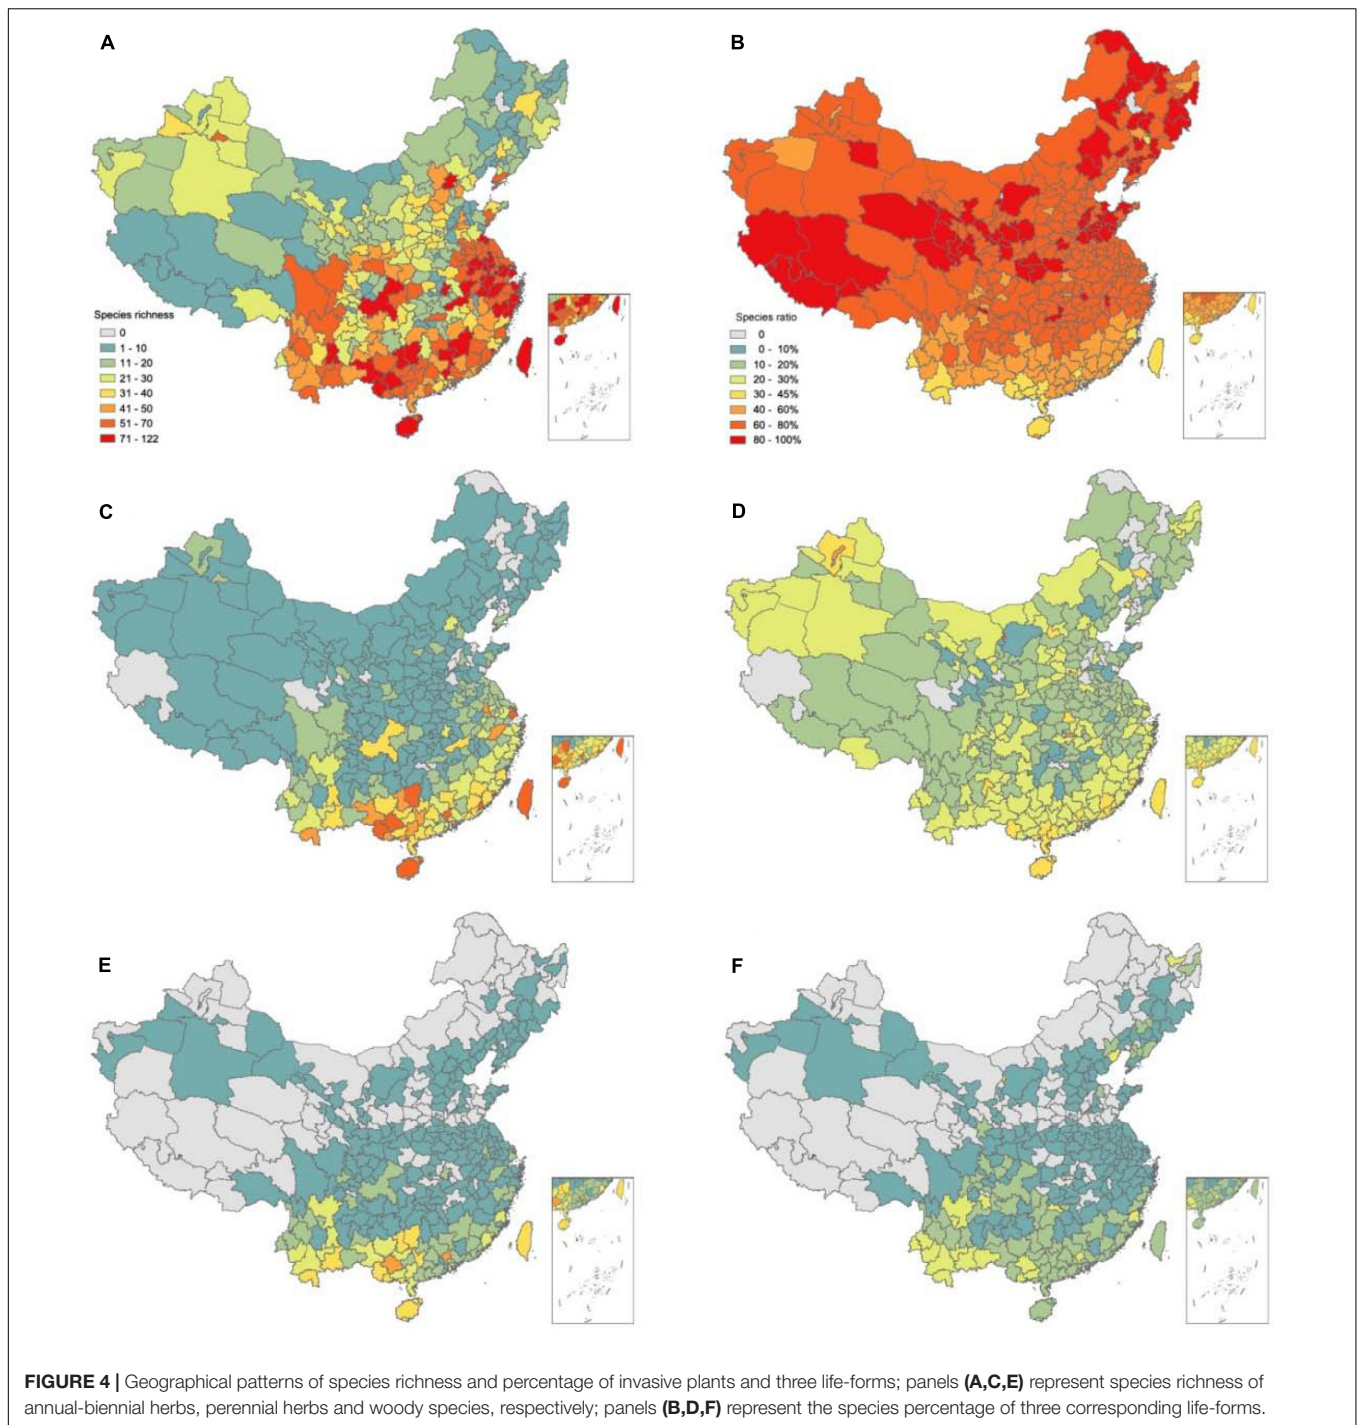 A
B
Species richness
0
1 - 10
11 - 20
21 - 30
31 - 40
41 - 50
51 - 70
71 - 122
Species ratio
0
0 - 10%
10 - 20%
20 - 30%
30 - 45%
40 - 60%
60 - 80%
80 - 100%
C
D
E
F
FIGURE 4 | Geographical patterns of species richness and percentage of invasive plants and three life-forms; panels (A,C,E) represent species richness of
annual-biennial herbs, perennial herbs and woody species, respectively; panels (B,D,F) represent the species percentage of three corresponding life-forms.